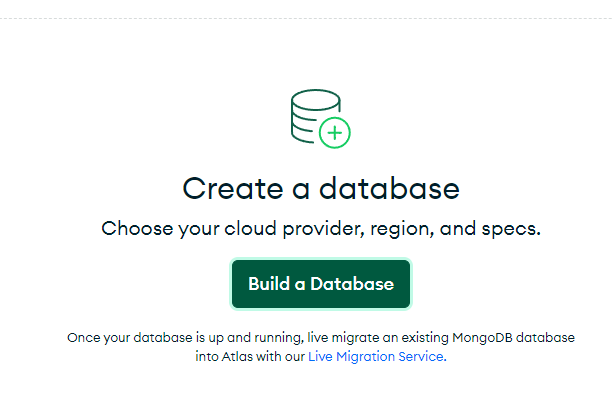 Create a database
Choose your cloud provider, region, and specs.
Build a Database
Once your database is up and running, live migrate an existing MongoDB database
into Atlas with our Live Migration Service.